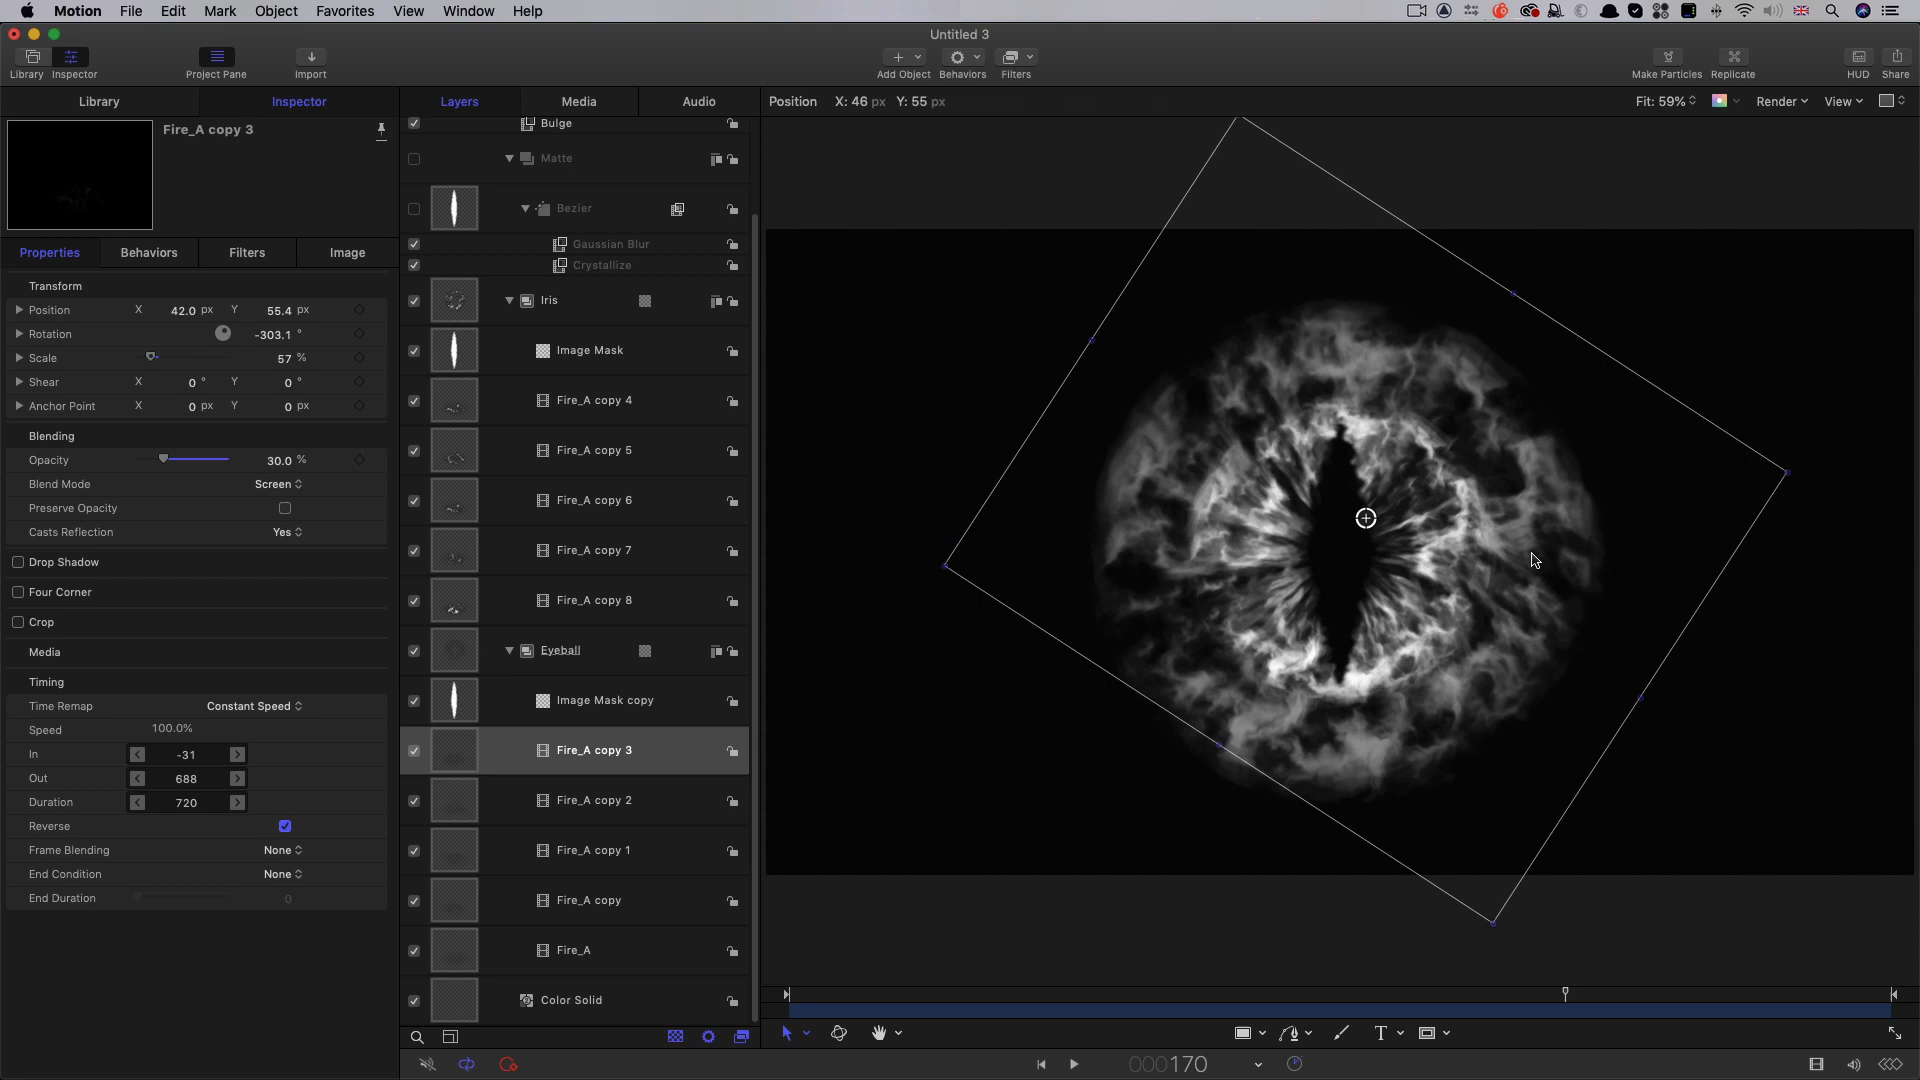 Motion File Edit Mark Object Favorites View Window Help
Untitled 3
Library Inspector Project Pane Import Add Object Behaviors Filters Make Particles Replicate HUD Share
Library Inspector Layers Media Audio Position X: 46 px Y: 55 px Fit: 59% Render View
Fire_A copy 3
Properties Behaviors Filters Image
Transform
Position X 42.0 px Y 55.4 px
Rotation -303.1 °
Scale 57 %
Shear X 0 ° Y 0 °
Anchor Point X 0 px Y 0 px
Blending
Opacity 30.0 %
Blend Mode Screen
Preserve Opacity
Casts Reflection Yes
Drop Shadow
Four Corner
Crop
Media
Timing
Time Remap Constant Speed
Speed 100.0%
In -31
Out 688
Duration 720
Reverse
Frame Blending None
End Condition None
End Duration 0
Bulge
Matte
Bezier
Gaussian Blur
Crystallize
Iris
Image Mask
Fire_A copy 4
Fire_A copy 5
Fire_A copy 6
Fire_A copy 7
Fire_A copy 8
Eyeball
Image Mask copy
Fire_A copy 3
Fire_A copy 2
Fire_A copy 1
Fire_A copy
Fire_A
Color Solid
T
000170